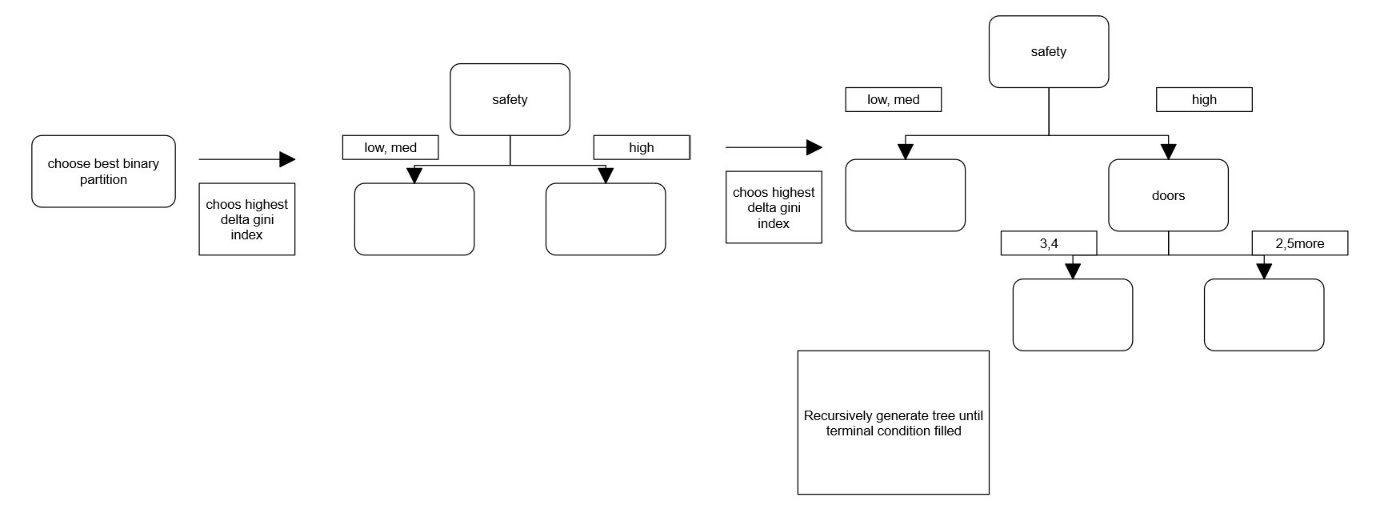 choose best binary
partition
choos highest
delta gini
index
safety
low, med
high
choos highest
delta gini
index
safety
low, med
high
doors
3,4
2,5more
Recursively generate tree until
terminal condition filled